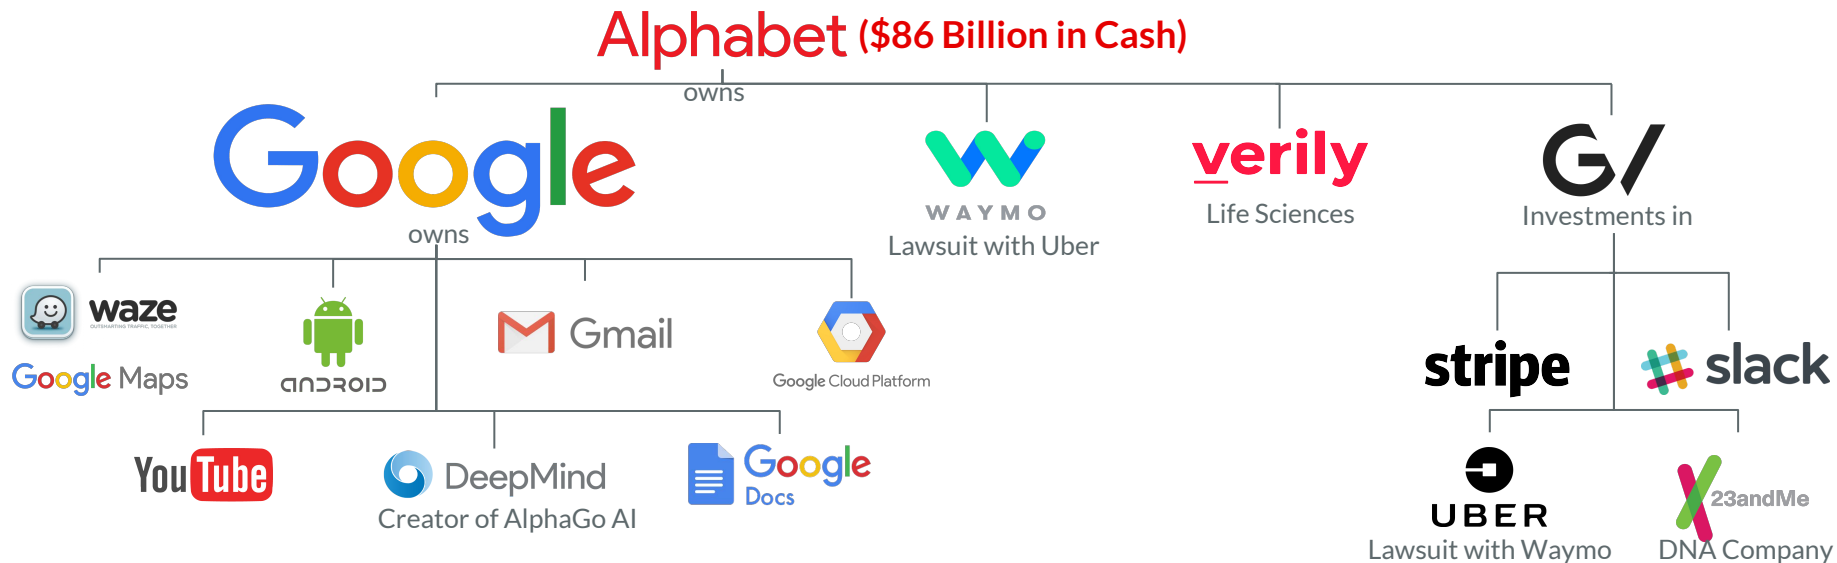 Alphabet ($86 Billion in Cash)
owns
Google
WAYMO
Lawsuit with Uber
verily
Life Sciences
GV
Investments in
owns
waze
OUTSMARTING TRAFFIC, TOGETHER
Google Maps
ANDROID
Gmail
Google Cloud Platform
stripe
slack
YouTube
DeepMind
Creator of AlphaGo AI
Google
Docs
UBER
Lawsuit with Waymo
23andMe
DNA Company